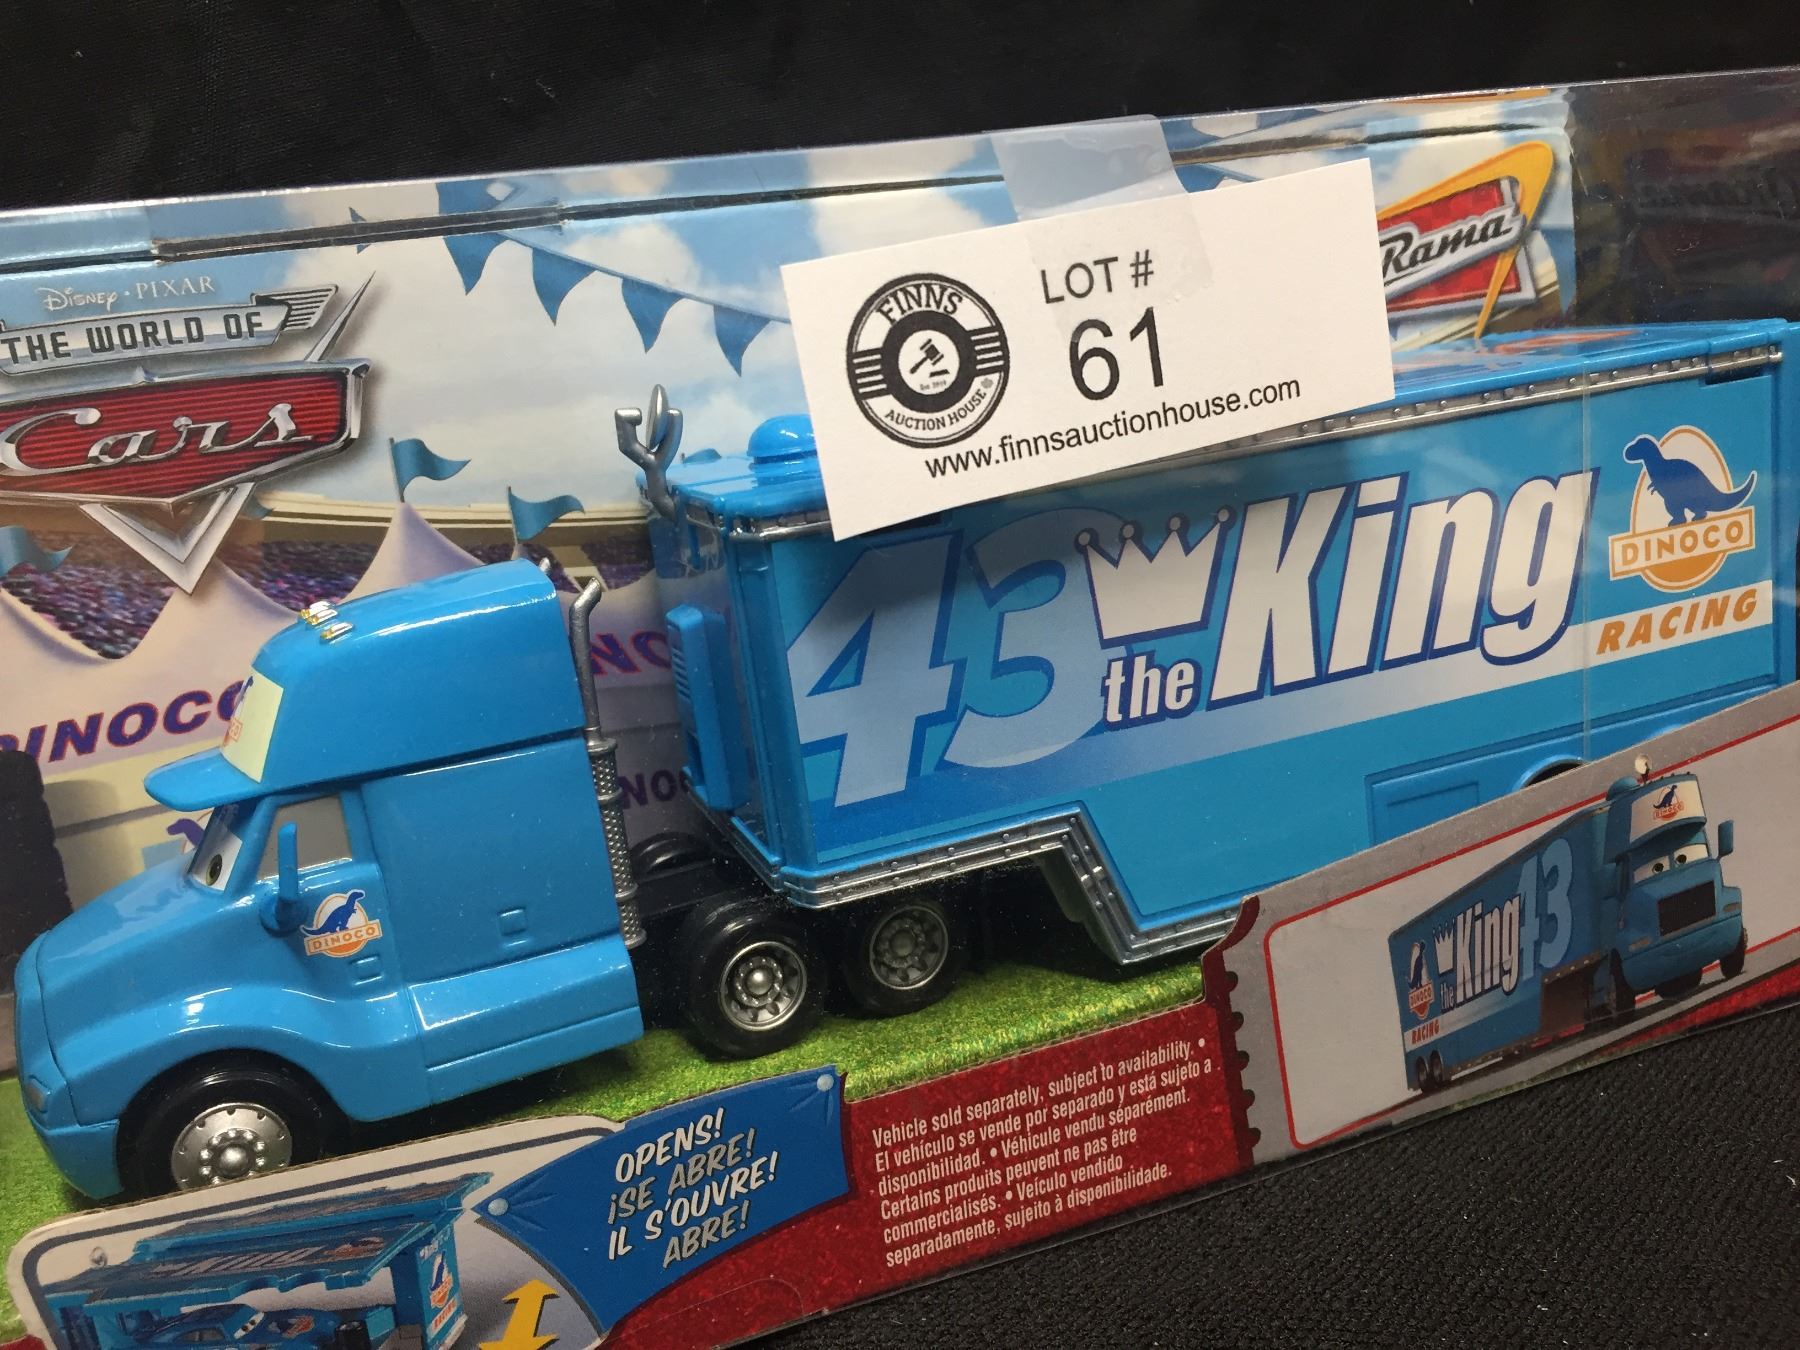 DISNEY · PIXAR
THE WORLD OF
Cars
Rama
FINNS
AUCTION HOUSE
LOT #
61
www.finnsauctionhouse.com
43 the King
DINOCO
RACING
DINOCO
DINOCO
OPENS!
¡SE ABRE!
IL S'OUVRE!
ABRE!
Vehicle sold separately, subject to availability. •
El vehículo se vende por separado y está sujeto a
disponibilidad. • Véhicule vendu séparément.
Certains produits peuvent ne pas être
commercialisés. • Veículo vendido
separadamente, sujeito à disponibilidade.
DINOCO
the King 43
DINOCO
RACING